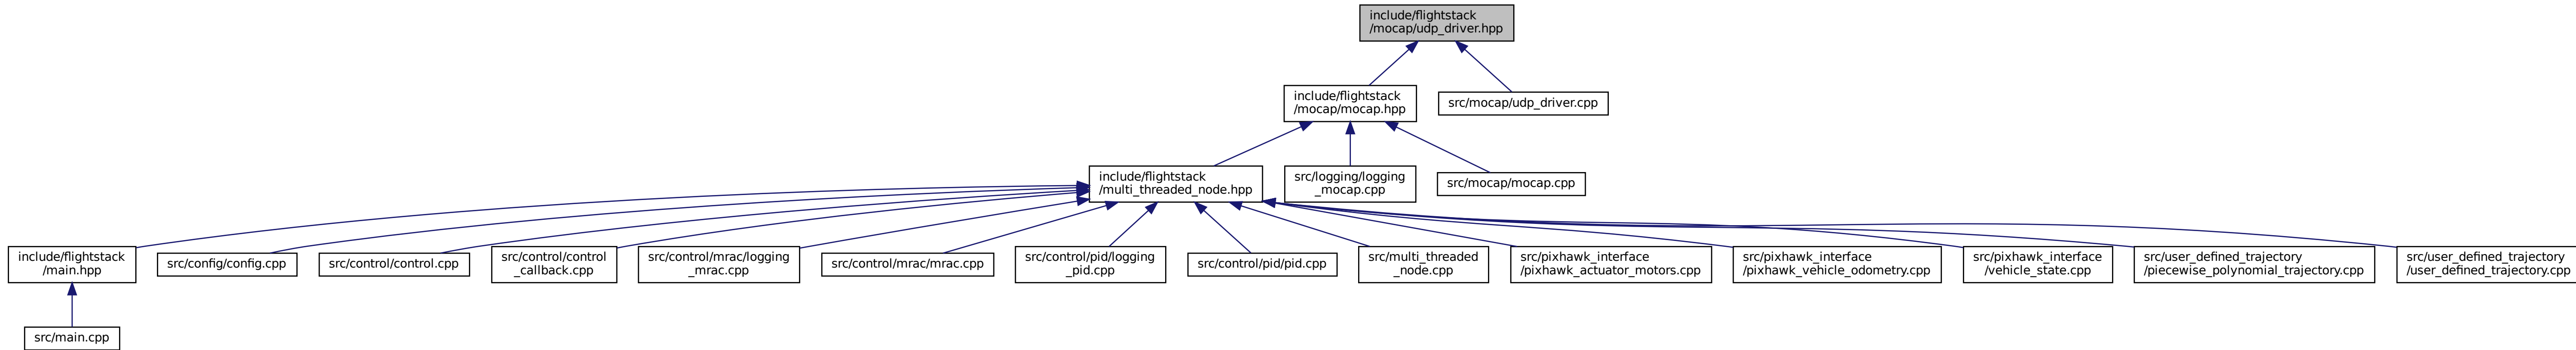 include/flightstack
/mocap/udp_driver.hpp
include/flightstack
/mocap/mocap.hpp
src/mocap/udp_driver.cpp
include/flightstack
/multi_threaded_node.hpp
src/logging/logging
_mocap.cpp
src/mocap/mocap.cpp
include/flightstack
/main.hpp
src/config/config.cpp
src/control/control.cpp
src/control/control
_callback.cpp
src/control/mrac/logging
_mrac.cpp
src/control/mrac/mrac.cpp
src/control/pid/logging
_pid.cpp
src/control/pid/pid.cpp
src/multi_threaded
_node.cpp
src/pixhawk_interface
/pixhawk_actuator_motors.cpp
src/pixhawk_interface
/pixhawk_vehicle_odometry.cpp
src/pixhawk_interface
/vehicle_state.cpp
src/user_defined_trajectory
/piecewise_polynomial_trajectory.cpp
src/user_defined_trajectory
/user_defined_trajectory.cpp
src/main.cpp